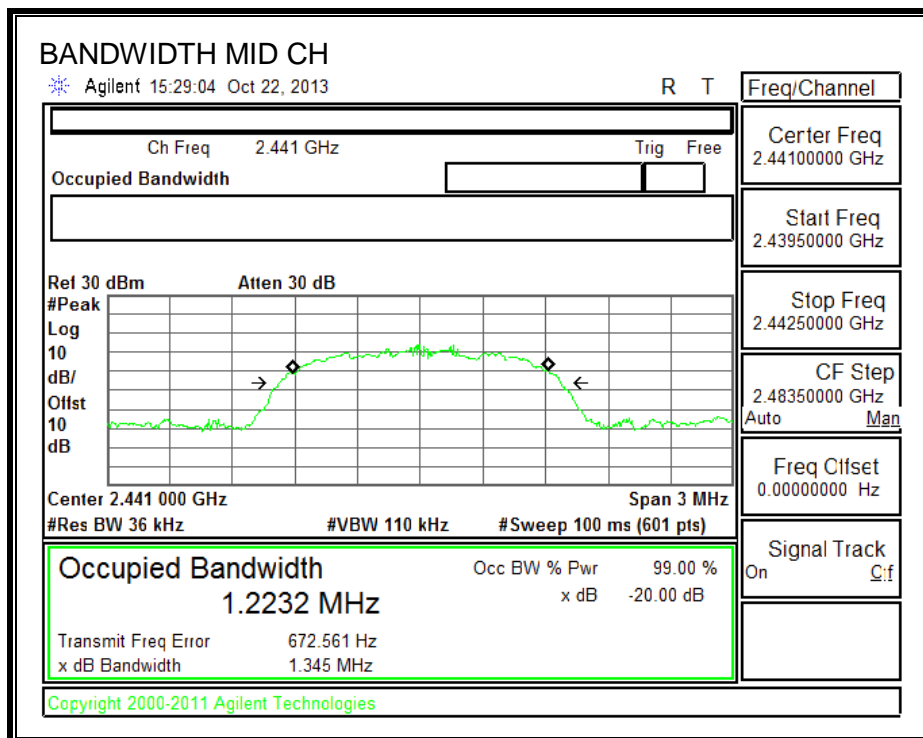 BANDWIDTH MID CH
Agilent 15:29:04 Oct 22, 2013 R T
Ch Freq 2.441 GHz Trig Free
Occupied Bandwidth
Ref 30 dBm Atten 30 dB
#Peak
Log
10
dB/
Offst
10
dB
Center 2.441 000 GHz Span 3 MHz
#Res BW 36 kHz #VBW 110 kHz #Sweep 100 ms (601 pts)
Occupied Bandwidth
1.2232 MHz
Occ BW % Pwr 99.00 %
x dB -20.00 dB
Transmit Freq Error 672.561 Hz
x dB Bandwidth 1.345 MHz
Copyright 2000-2011 Agilent Technologies
Freq/Channel
Center Freq
2.44100000 GHz
Start Freq
2.43950000 GHz
Stop Freq
2.44250000 GHz
CF Step
2.48350000 GHz
Auto Man
Freq Offset
0.00000000 Hz
Signal Track
On Off